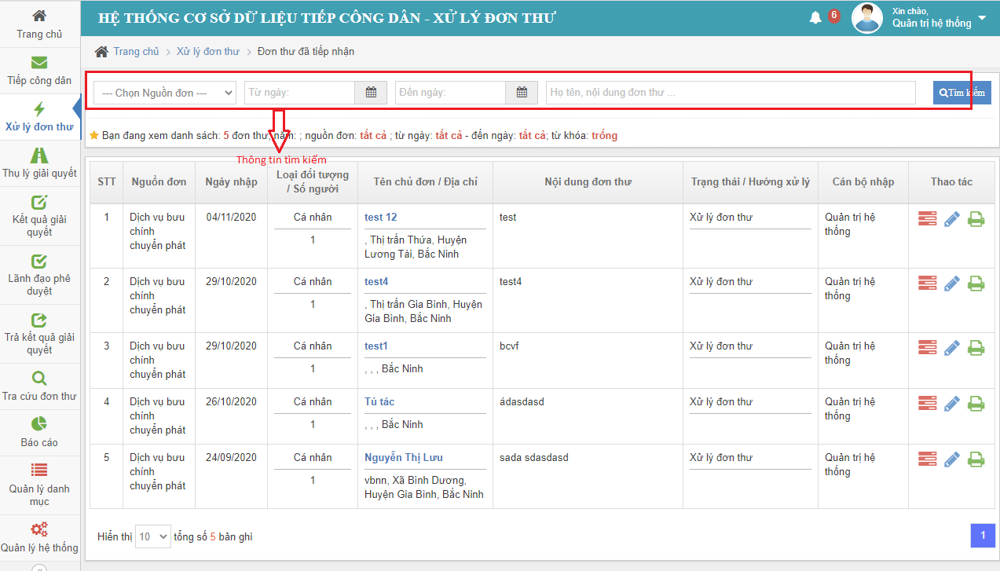 HỆ THỐNG CƠ SỞ DỮ LIỆU TIẾP CÔNG DÂN - XỬ LÝ ĐƠN THƯ
6
Xin chào,
Quản trị hệ thống
Trang chủ
Tiếp công dân
Xử lý đơn thư
Thụ lý giải quyết
Kết quả giải
quyết
Lãnh đạo phê
duyệt
Trả kết quả giải
quyết
Tra cứu đơn thư
Báo cáo
Quản lý danh
mục
Quản lý hệ thống
Trang chủ > Xử lý đơn thư > Đơn thư đã tiếp nhận
--- Chọn Nguồn đơn --- Từ ngày: Đến ngày: Họ tên, nội dung đơn thư ... Tìm kiếm
Bạn đang xem danh sách: 5 đơn thư; năm: ; nguồn đơn: tất cả ; từ ngày: tất cả - đến ngày: tất cả; từ khóa: trống
Thông tin tìm kiếm
STT Nguồn đơn Ngày nhập Loại đối tượng / Số người Tên chủ đơn / Địa chỉ Nội dung đơn thư Trạng thái / Hướng xử lý Cán bộ nhập Thao tác
1 Dịch vụ bưu 04/11/2020 Cá nhân test 12 test Xử lý đơn thư Quản trị hệ
chính 1 , Thị trấn Thứa, Huyện thống
chuyển phát Lương Tài, Bắc Ninh
2 Dịch vụ bưu 29/10/2020 Cá nhân test4 test4 Xử lý đơn thư Quản trị hệ
chính 1 , Thị trấn Gia Bình, Huyện thống
chuyển phát Gia Bình, Bắc Ninh
3 Dịch vụ bưu 29/10/2020 Cá nhân test1 bcvf Xử lý đơn thư Quản trị hệ
chính 1 , , , Bắc Ninh thống
chuyển phát
4 Dịch vụ bưu 26/10/2020 Cá nhân Tủ tác ádasdasd Xử lý đơn thư Quản trị hệ
chính 1 , , , Bắc Ninh thống
chuyển phát
5 Dịch vụ bưu 24/09/2020 Cá nhân Nguyễn Thị Lưu sada sdasdasd Xử lý đơn thư Quản trị hệ
chính 1 vbnn, Xã Bình Dương, thống
chuyển phát Huyện Gia Bình, Bắc Ninh
Hiển thị 10 tổng số 5 bản ghi
1